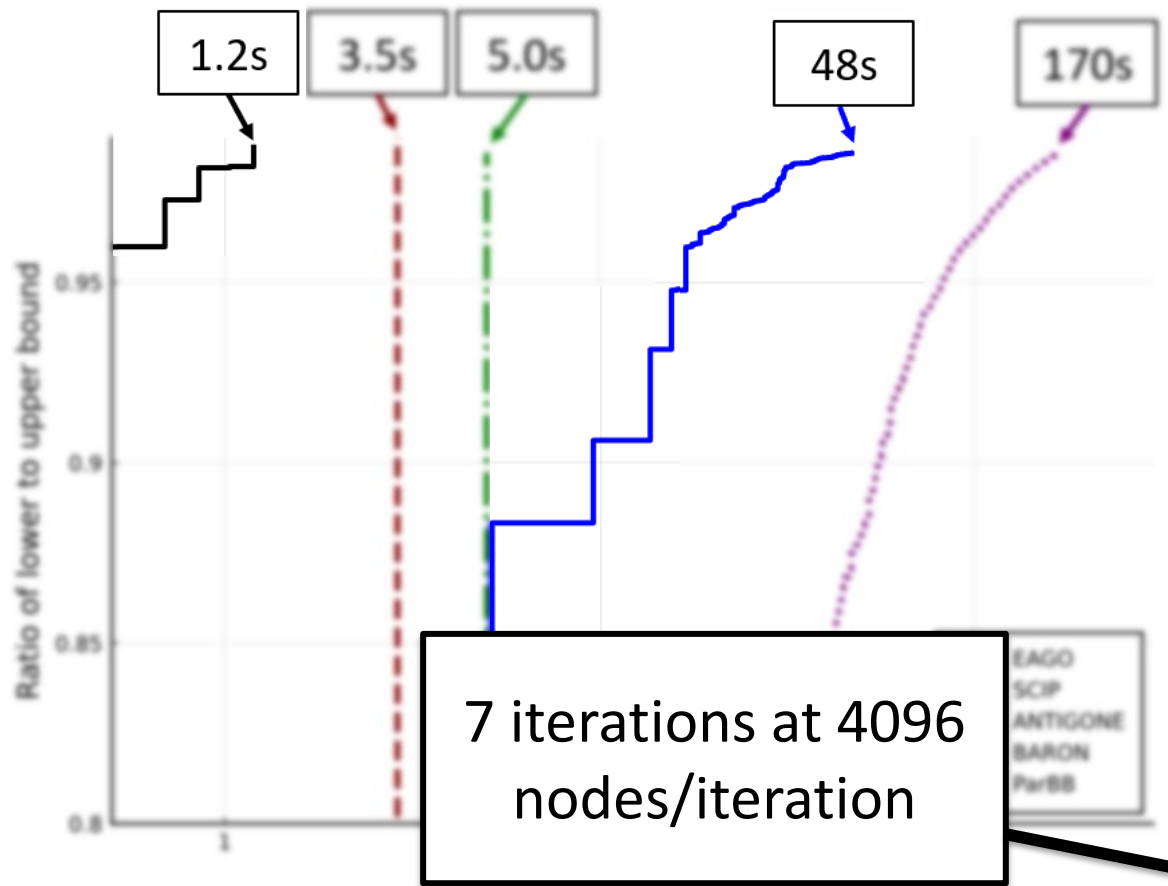 1.2s
3.5s
5.0s
48s
170s
Ratio of lower to upper bound
0.95
0.9
0.85
0.8
1
7 iterations at 4096
nodes/iteration
EAGO
SCIP
ANTIGONE
BARON
ParBB